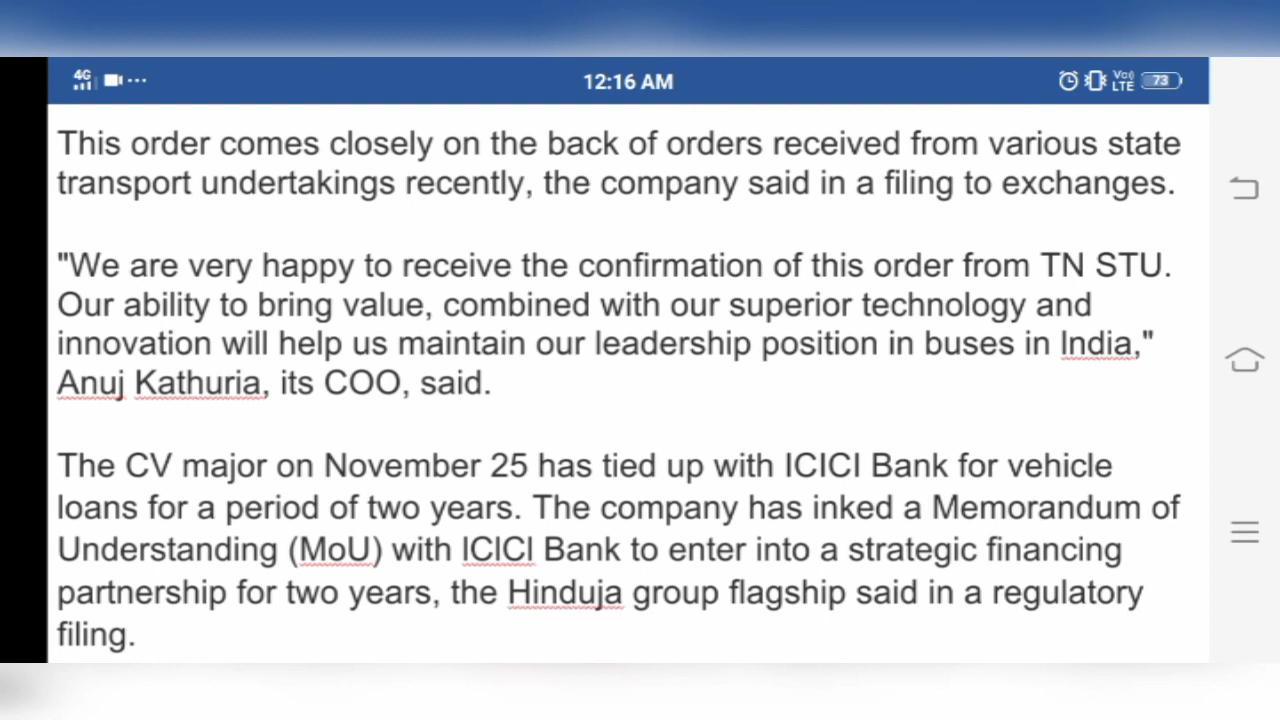 4G
12:16 AM
Vo))
LTE
73
This order comes closely on the back of orders received from various state
transport undertakings recently, the company said in a filing to exchanges.
"We are very happy to receive the confirmation of this order from TN STU.
Our ability to bring value, combined with our superior technology and
innovation will help us maintain our leadership position in buses in India,"
Anuj Kathuria, its COO, said.
The CV major on November 25 has tied up with ICICI Bank for vehicle
loans for a period of two years. The company has inked a Memorandum of
Understanding (MoU) with ICICI Bank to enter into a strategic financing
partnership for two years, the Hinduja group flagship said in a regulatory
filing.